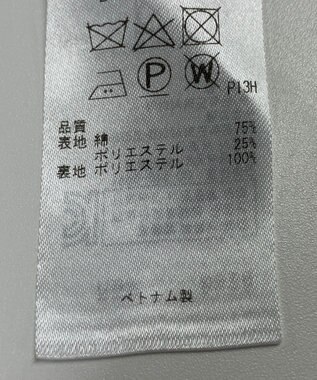 P W P13H
品質
表地 綿 75%
ポリエステル 25%
裏地 ポリエステル 100%
ベトナム製